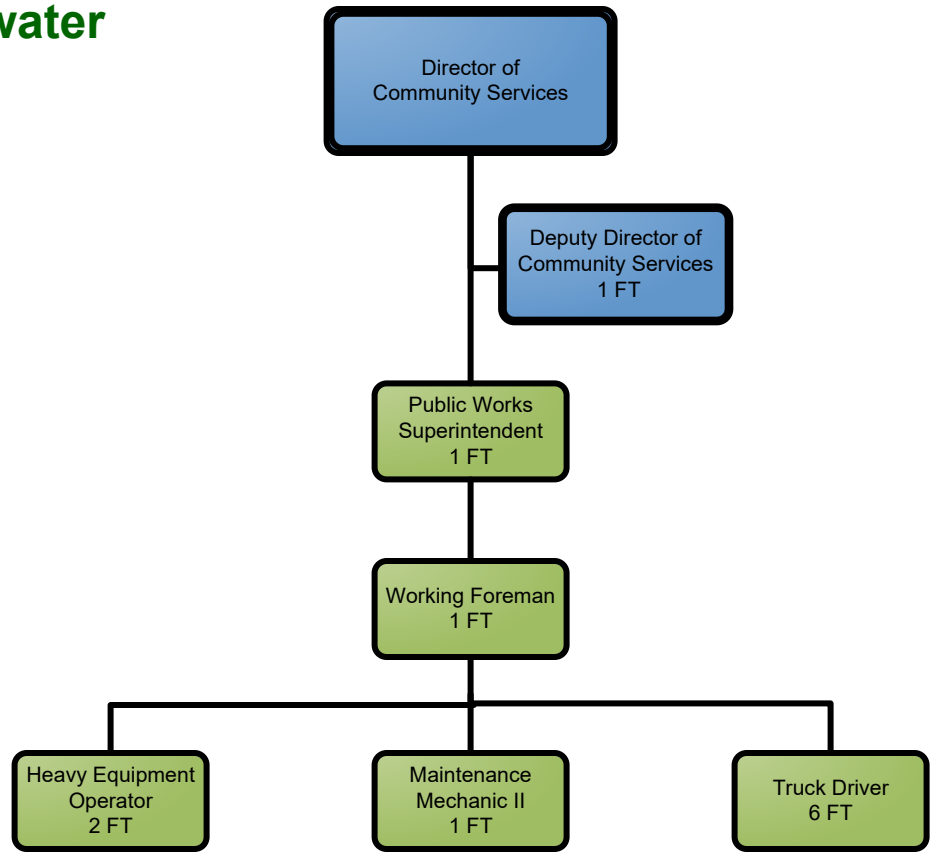 water
Director of
Community Services
Deputy Director of
Community Services
1 FT
Public Works
Superintendent
1 FT
Working Foreman
1 FT
Heavy Equipment
Operator
2 FT
Maintenance
Mechanic II
1 FT
Truck Driver
6 FT